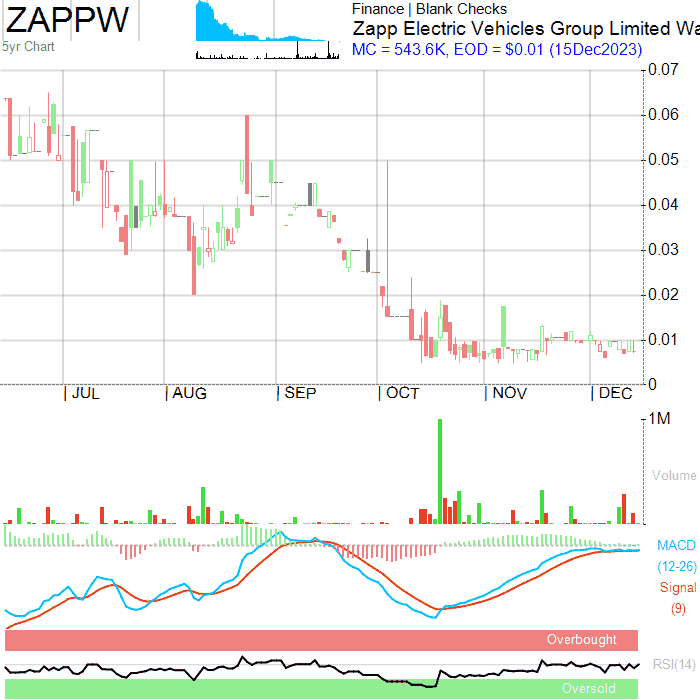 ZAPPW
5yr Chart
Finance | Blank Checks
Zapp Electric Vehicles Group Limited Wa
MC = 543.6K, EOD = $0.01 (15Dec2023)
0.07
0.06
0.05
0.04
0.03
0.02
0.01
0
JUL AUG SEP OCT NOV DEC
1M
Volume
MACD
(12-26)
Signal
(9)
Overbought
RSI(14)
Oversold